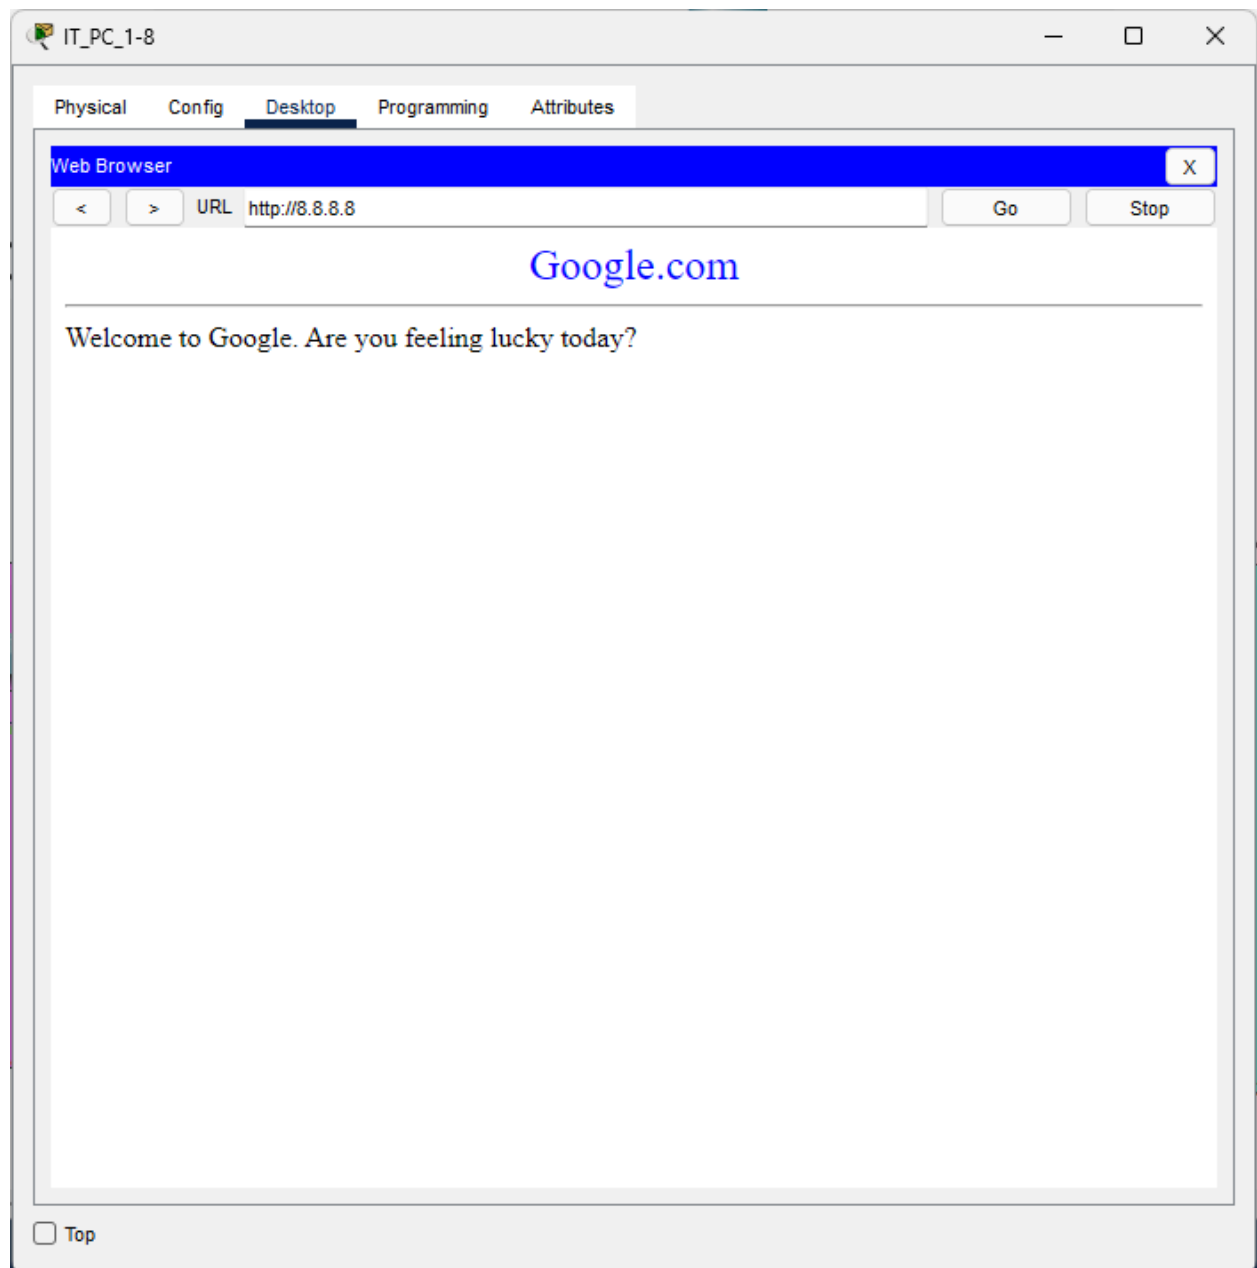 IT_PC_1-8
Physical Config Desktop Programming Attributes
Web Browser X
< > URL http://8.8.8.8 Go Stop
Google.com
Welcome to Google. Are you feeling lucky today?
Top